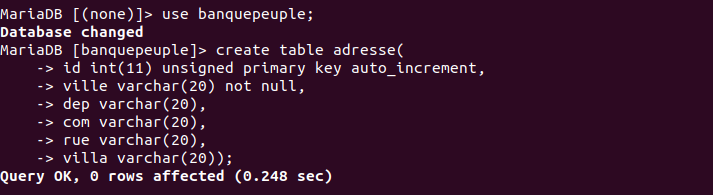 MariaDB [(none)]> use banquepeuple;
Database changed
MariaDB [banquepeuple]> create table adresse(
    -> id int(11) unsigned primary key auto_increment,
    -> ville varchar(20) not null,
    -> dep varchar(20),
    -> com varchar(20),
    -> rue varchar(20),
    -> villa varchar(20));
Query OK, 0 rows affected (0.248 sec)